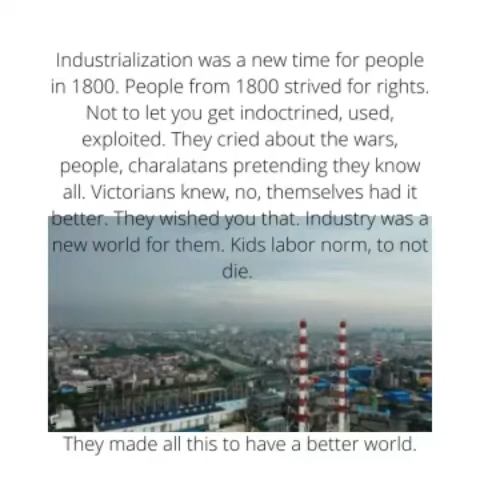 Industrialization was a new time for people
in 1800. People from 1800 strived for rights.
Not to let you get indoctrined, used,
exploited. They cried about the wars,
people, charalatans pretending they know
all. Victorians knew, no, themselves had it
better. They wished you that. Industry was a
new world for them. Kids labor norm, to not
die.
They made all this to have a better world.